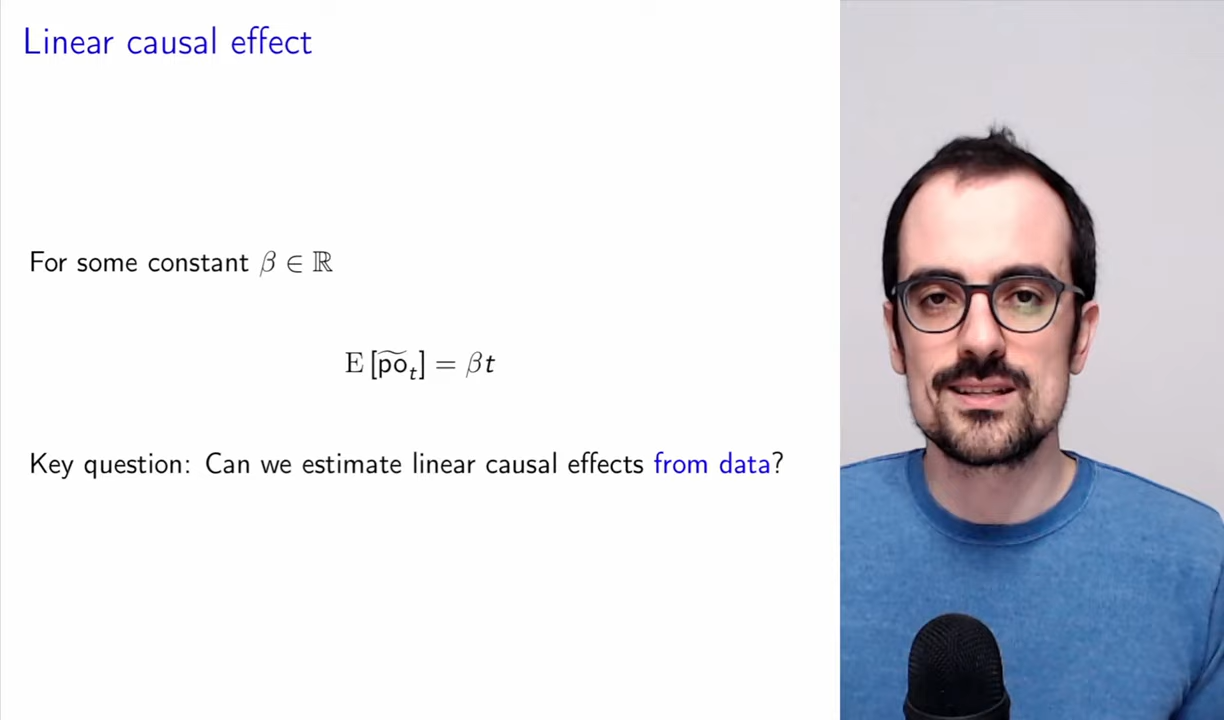 Linear causal effect
For some constant β ∈ ℝ
E [p͠o_t] = βt
Key question: Can we estimate linear causal effects from data?